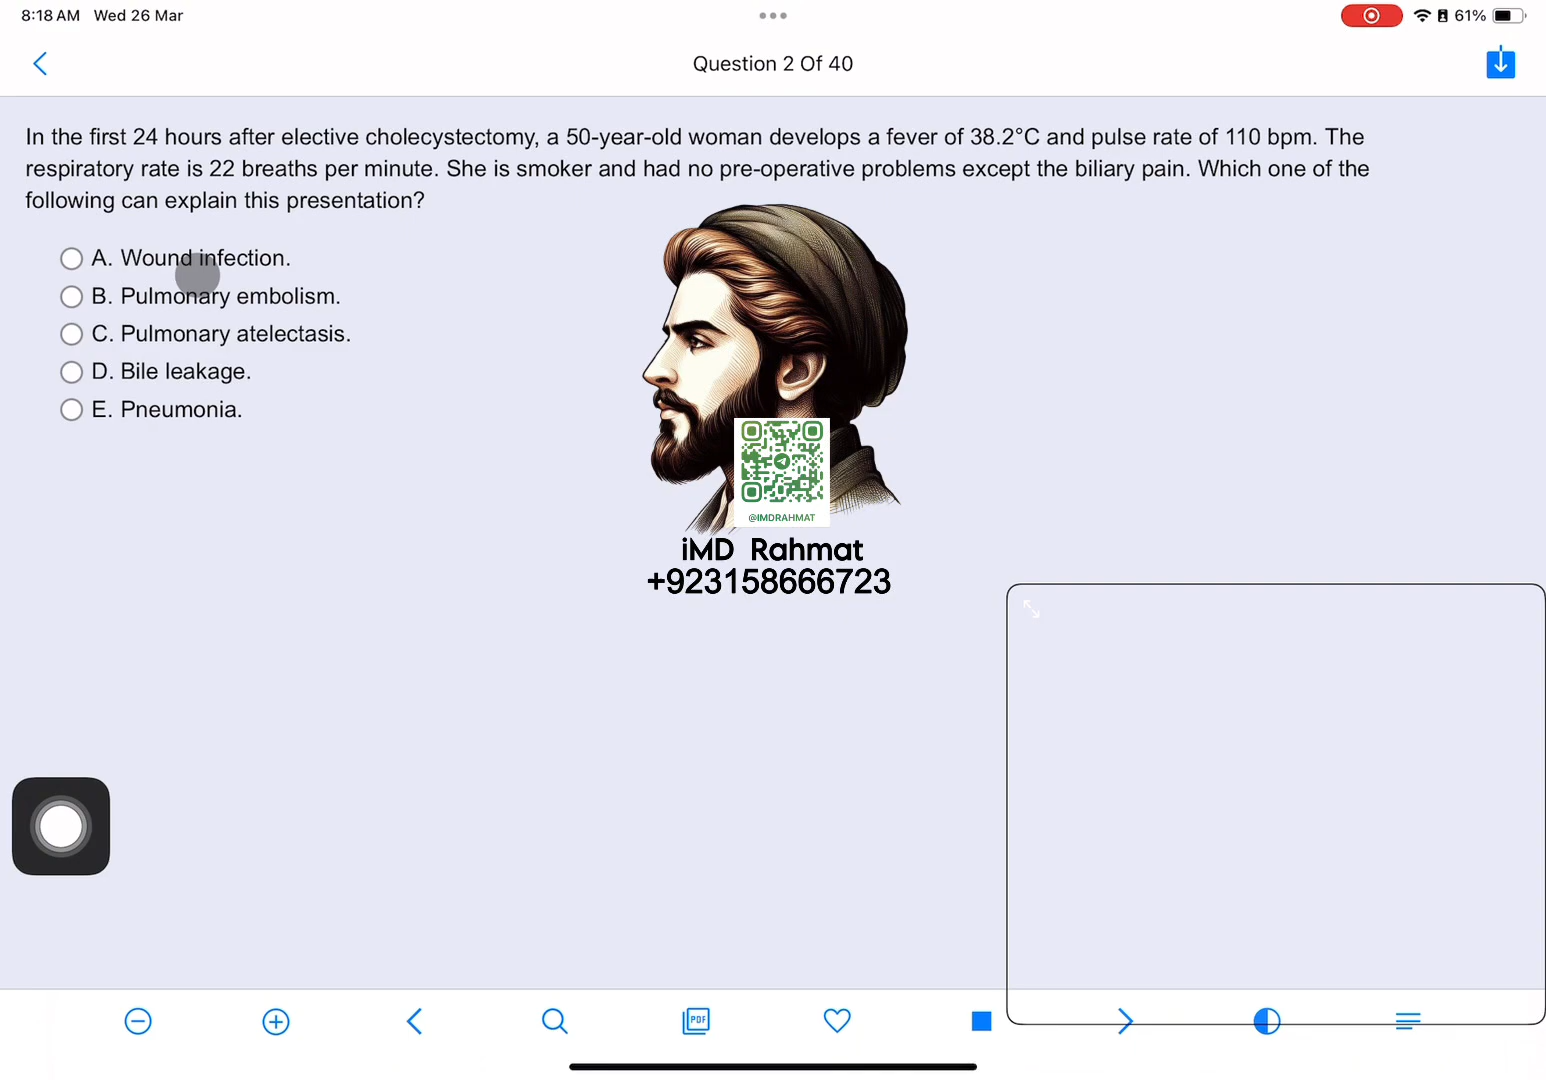 8:18 AM Wed 26 Mar
61%
Question 2 Of 40
In the first 24 hours after elective cholecystectomy, a 50-year-old woman develops a fever of 38.2°C and pulse rate of 110 bpm. The
respiratory rate is 22 breaths per minute. She is smoker and had no pre-operative problems except the biliary pain. Which one of the
following can explain this presentation?
A. Wound infection.
B. Pulmonary embolism.
C. Pulmonary atelectasis.
D. Bile leakage.
E. Pneumonia.
@IMDRAHMAT
iMD Rahmat
+923158666723
PDF